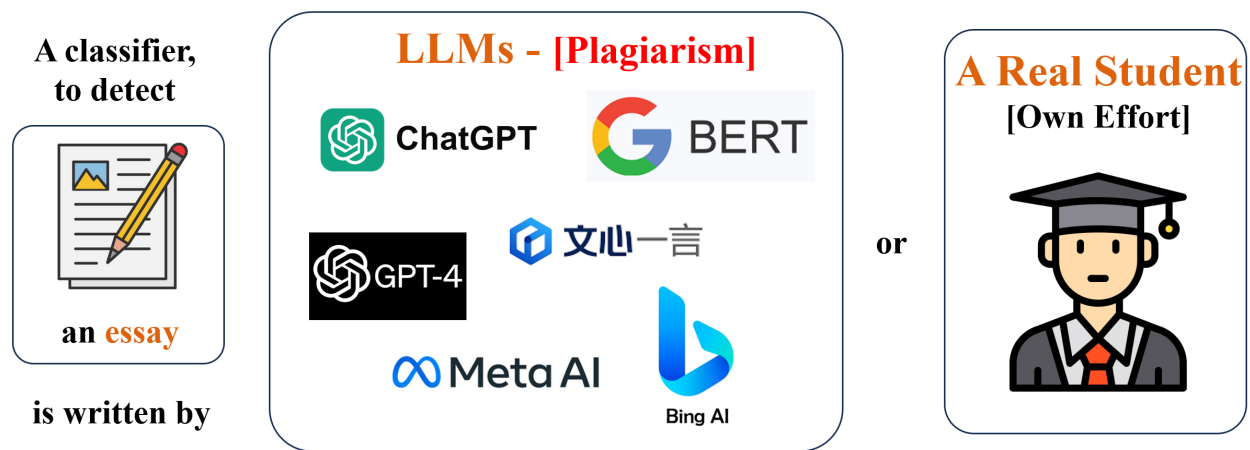 A classifier,
to detect
an essay
is written by
LLMs - [Plagiarism]
ChatGPT
BERT
文心一言
GPT-4
Meta AI
Bing AI
or
A Real Student
[Own Effort]